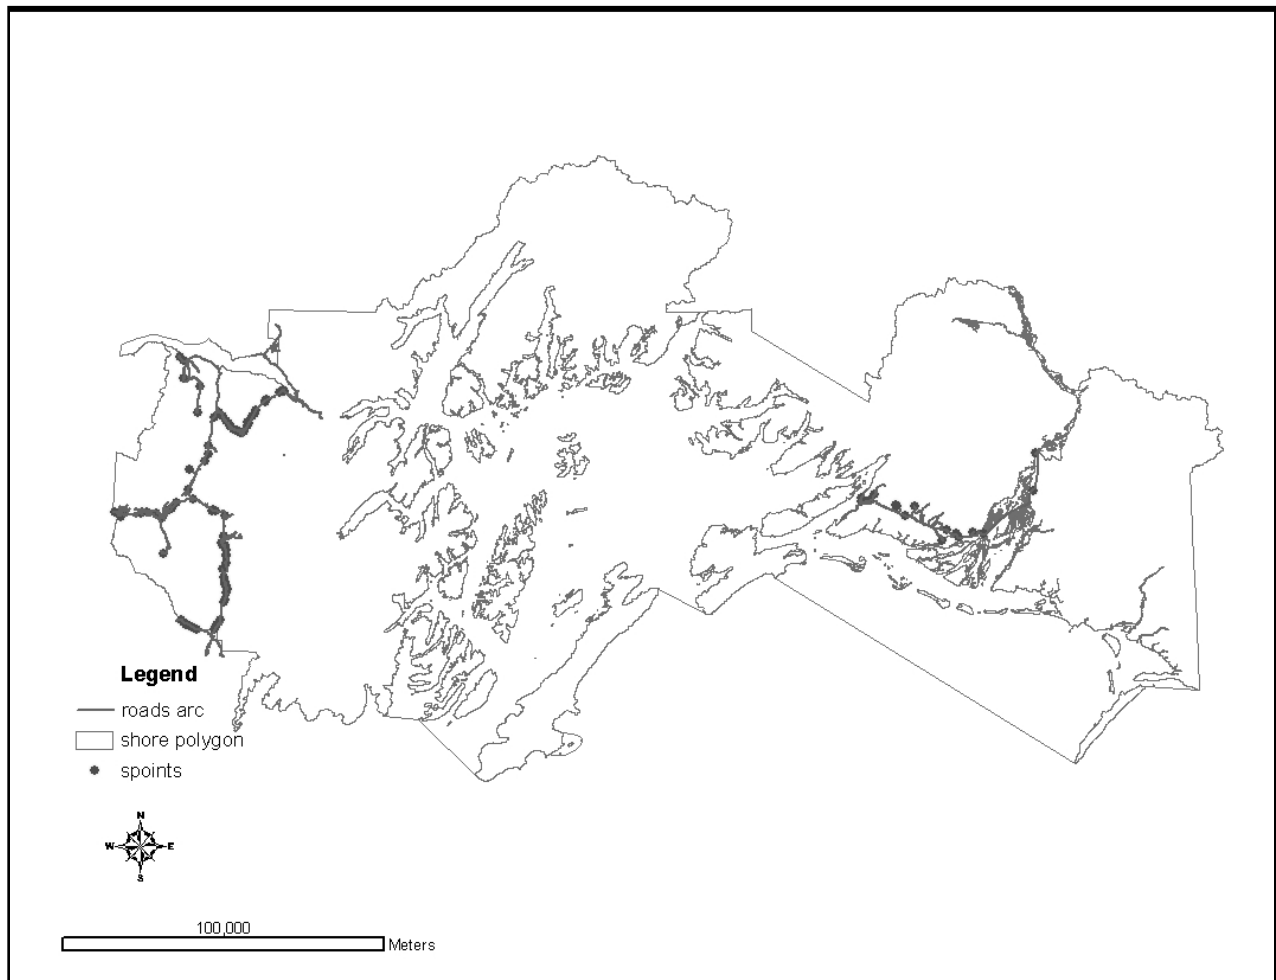 Legend
roads arc
shore polygon
spoints
N
W E
S
100,000
Meters